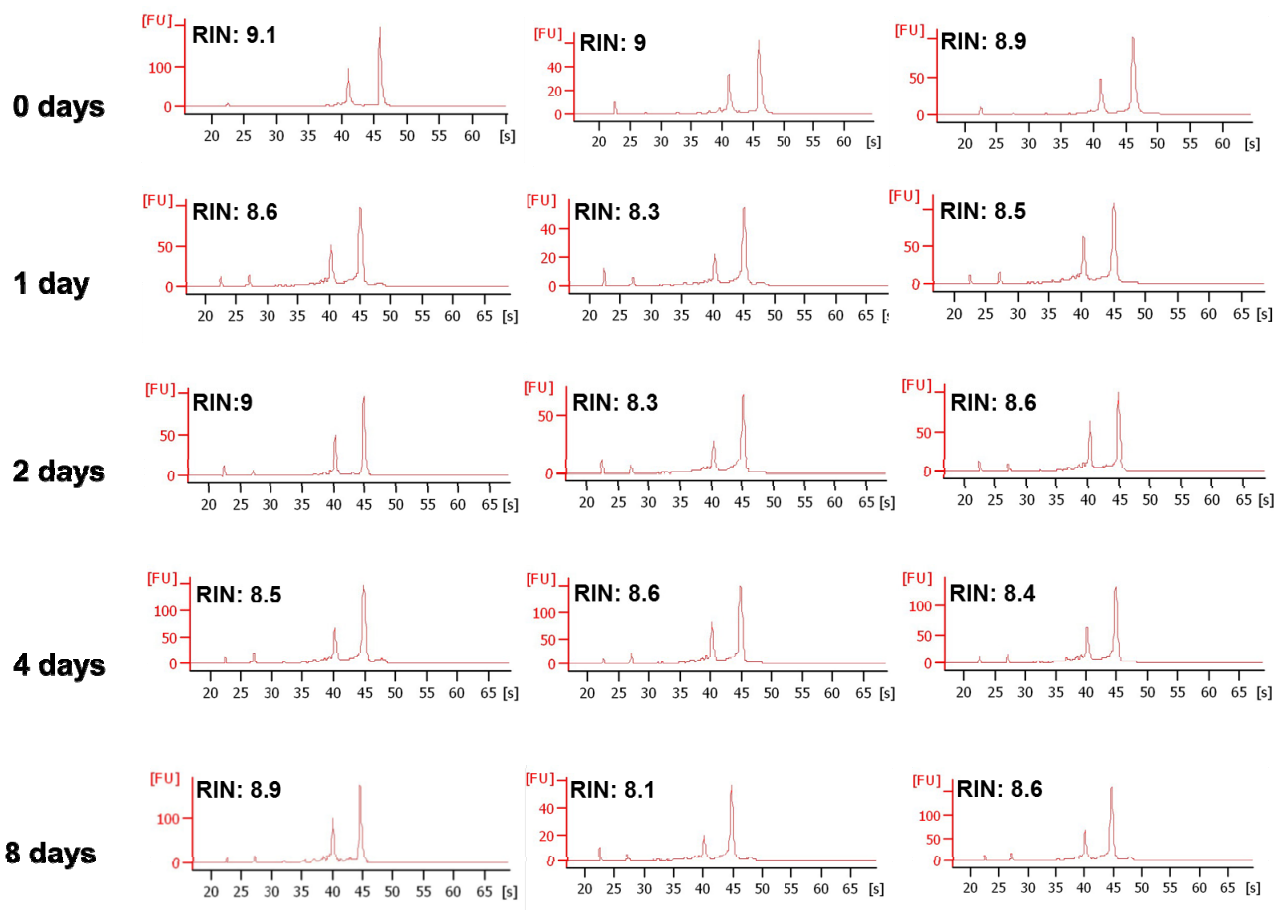 [FU] RIN: 9.1 [FU] RIN: 9 [FU] RIN: 8.9
100 40 20 0 50 0
0 days
0
20 25 30 35 40 45 50 55 60 65 [s] 20 25 30 35 40 45 50 55 60 [s] 20 25 30 35 40 45 50 55 60 [s]
[FU] RIN: 8.6 [FU] RIN: 8.3 [FU] RIN: 8.5
50 0 40 20 0 50 0
1 day
20 25 30 35 40 45 50 55 60 65 [s] 20 25 30 35 40 45 50 55 60 65 [s] 20 25 30 35 40 45 50 55 60 65 [s]
[FU] RIN:9 [FU] RIN: 8.3 [FU] RIN: 8.6
50 0 50 0 50 0
2 days
20 25 30 35 40 45 50 55 60 65 [s] 20 25 30 35 40 45 50 55 60 65 [s] 20 25 30 35 40 45 50 55 60 65 [s]
[FU] RIN: 8.5 [FU] RIN: 8.6 [FU] RIN: 8.4
100 50 0 100 50 0 100 50 0
4 days
20 25 30 35 40 45 50 55 60 65 [s] 20 25 30 35 40 45 50 55 60 65 [s] 20 25 30 35 40 45 50 55 60 65 [s]
[FU] RIN: 8.9 [FU] RIN: 8.1 [FU] RIN: 8.6
100 0 40 20 0 100 50 0
8 days
20 25 30 35 40 45 50 55 60 65 [s] 20 25 30 35 40 45 50 55 60 65 [s] 20 25 30 35 40 45 50 55 60 65 [s]